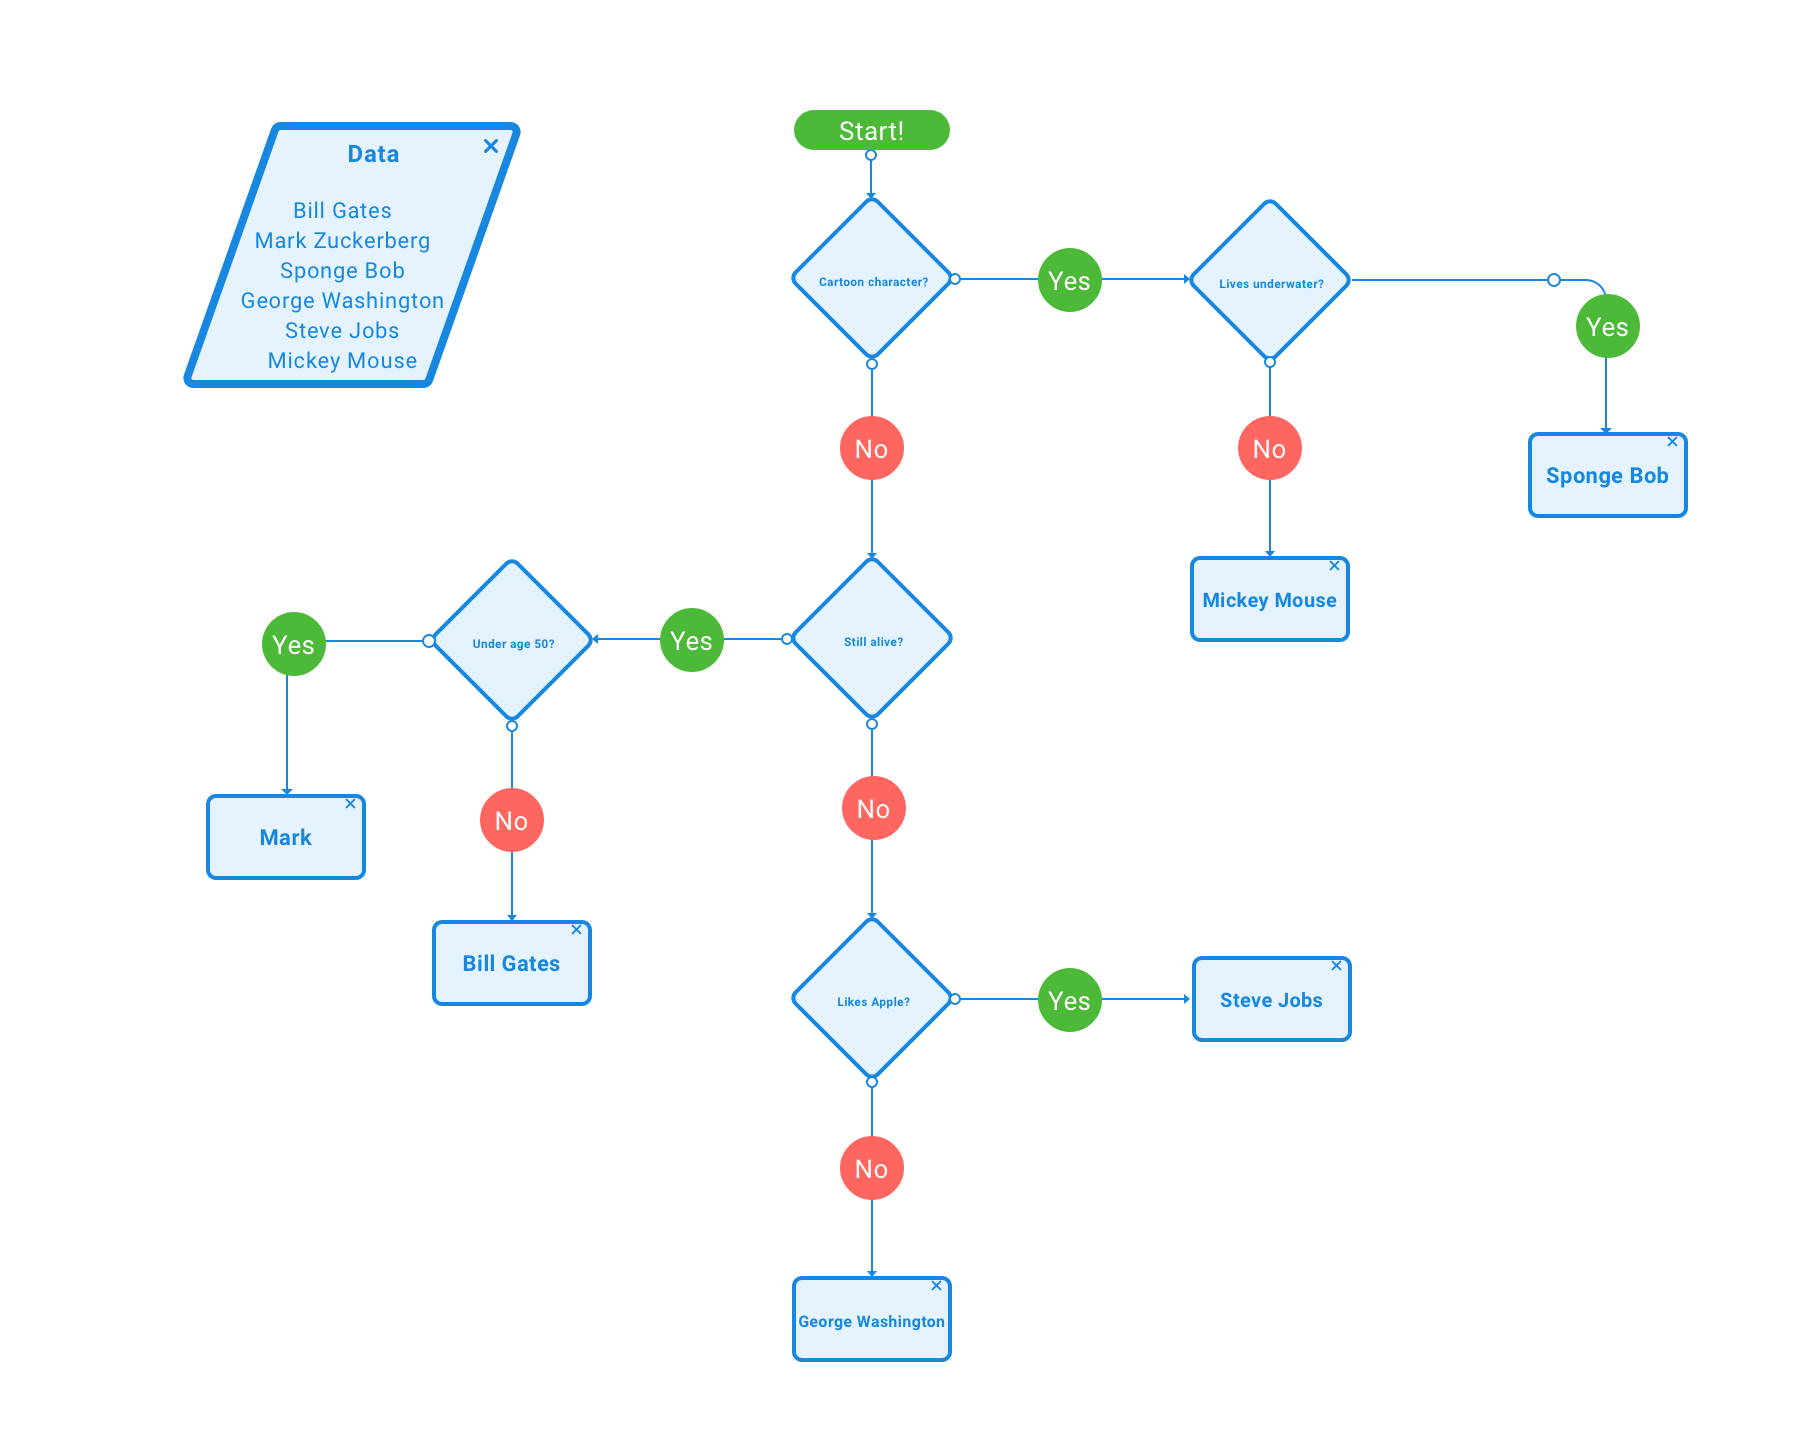 Start!
Data
Bill Gates
Mark Zuckerberg
Sponge Bob
George Washington
Steve Jobs
Mickey Mouse
Cartoon character?
Yes
Lives underwater?
Yes
No
No
Sponge Bob
Mickey Mouse
Yes
Under age 50?
Yes
Still alive?
Mark
No
No
Bill Gates
Likes Apple?
Yes
Steve Jobs
No
George Washington